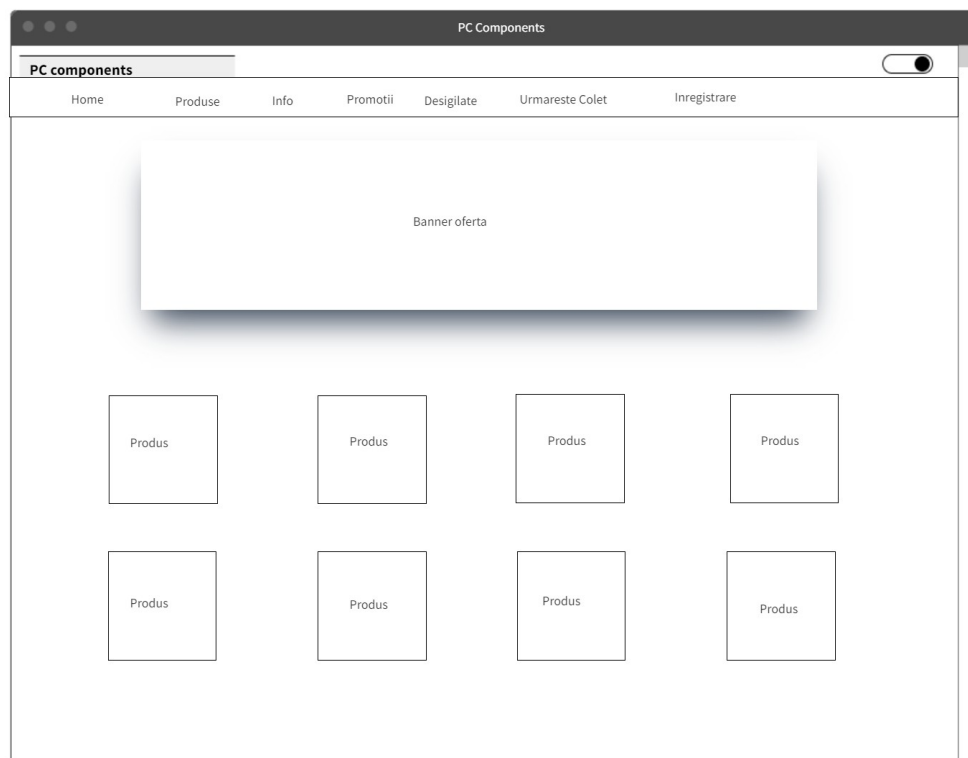 PC Components
PC components
Home Produse Info Promotii Desigilate Urmareste Colet Inregistrare
Banner oferta
Produs Produs Produs Produs
Produs Produs Produs Produs